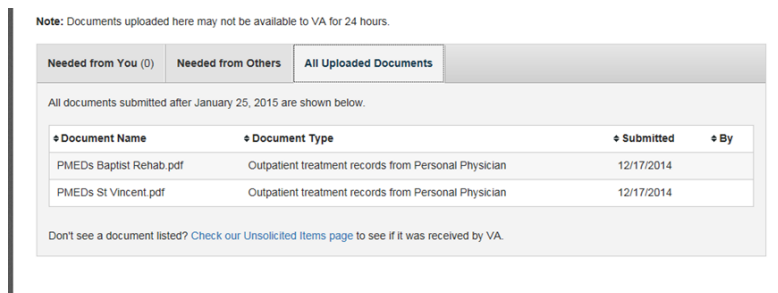 Note: Documents uploaded here may not be available to VA for 24 hours.
Needed from You (0) Needed from Others All Uploaded Documents
All documents submitted after January 25, 2015 are shown below.
Document Name Document Type Submitted By
PMEDs Baptist Rehab.pdf Outpatient treatment records from Personal Physician 12/17/2014
PMEDs St Vincent.pdf Outpatient treatment records from Personal Physician 12/17/2014
Don't see a document listed? Check our Unsolicited Items page to see if it was received by VA.